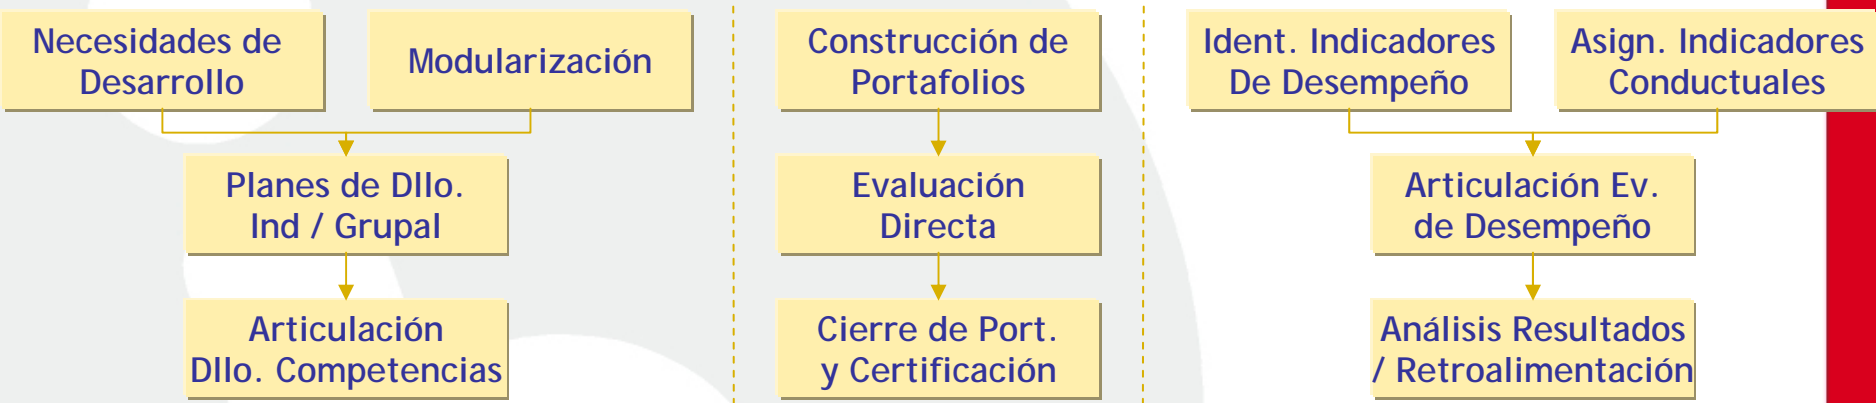 Necesidades de
Desarrollo
Modularización
Planes de Dllo.
Ind / Grupal
Articulación
Dllo. Competencias
Construcción de
Portafolios
Evaluación
Directa
Cierre de Port.
y Certificación
Ident. Indicadores
De Desempeño
Asign. Indicadores
Conductuales
Articulación Ev.
de Desempeño
Análisis Resultados
/ Retroalimentación